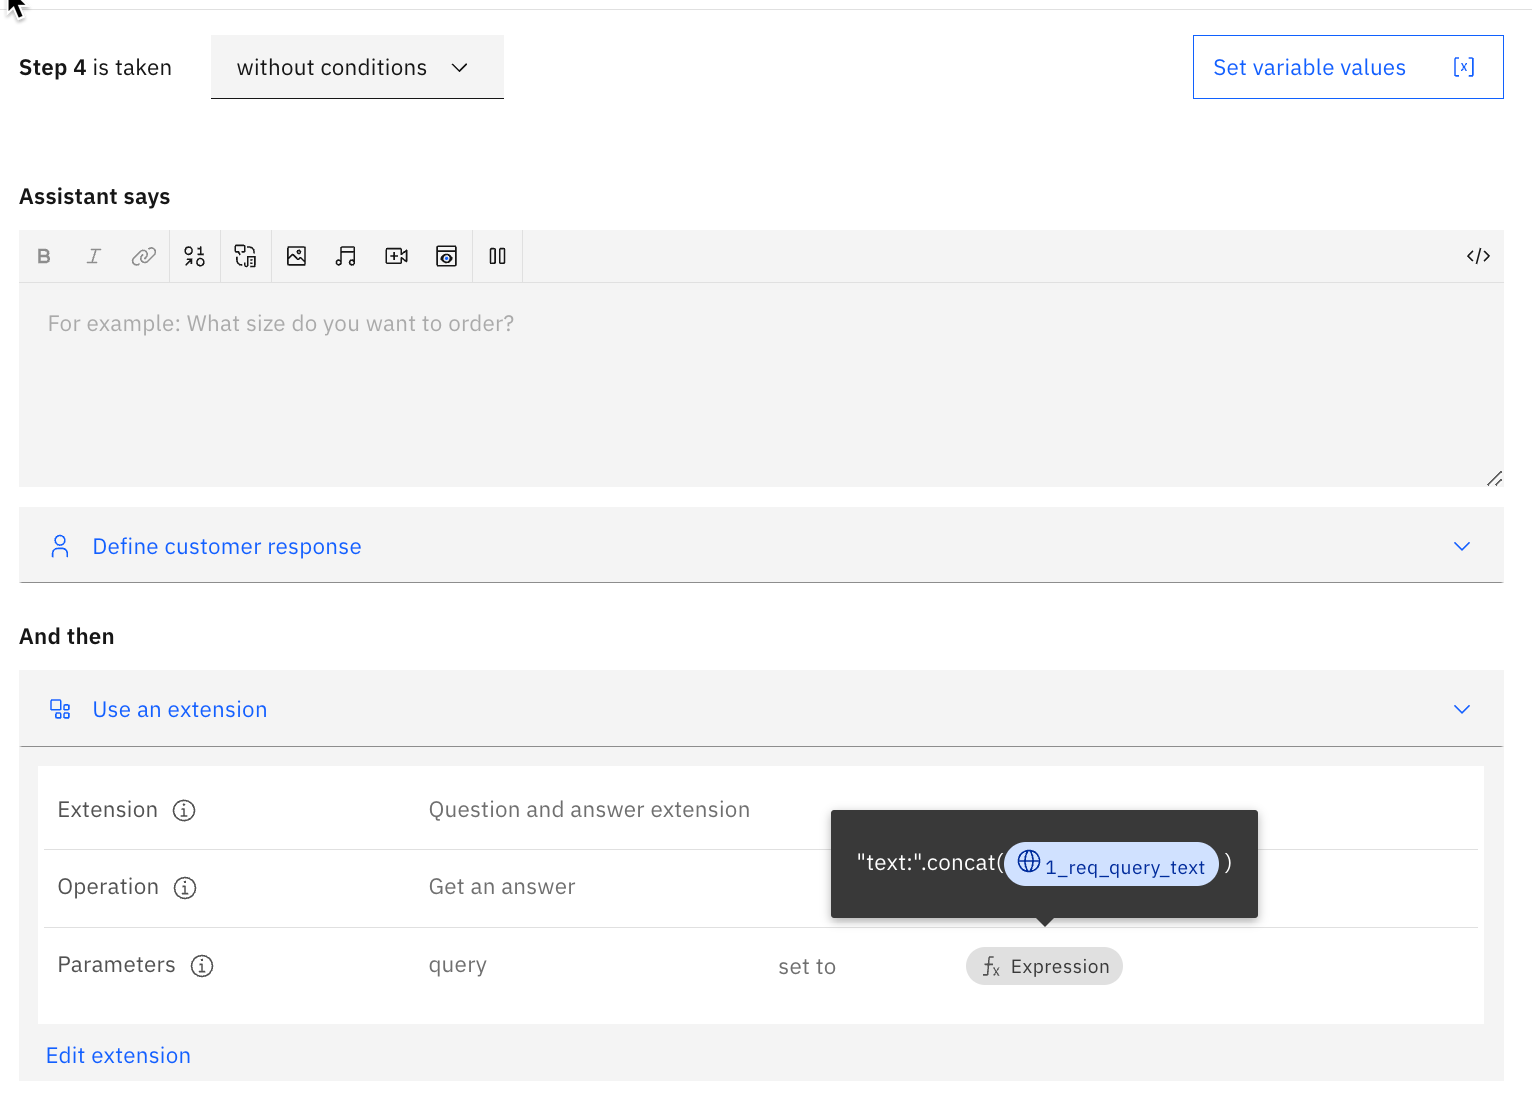 Step 4 is taken without conditions Set variable values [x]
Assistant says
B I </>
For example: What size do you want to order?
Define customer response
And then
Use an extension
Extension Question and answer extension
"text:".concat( 1_req_query_text )
Operation Get an answer
Parameters query set to fx Expression
Edit extension